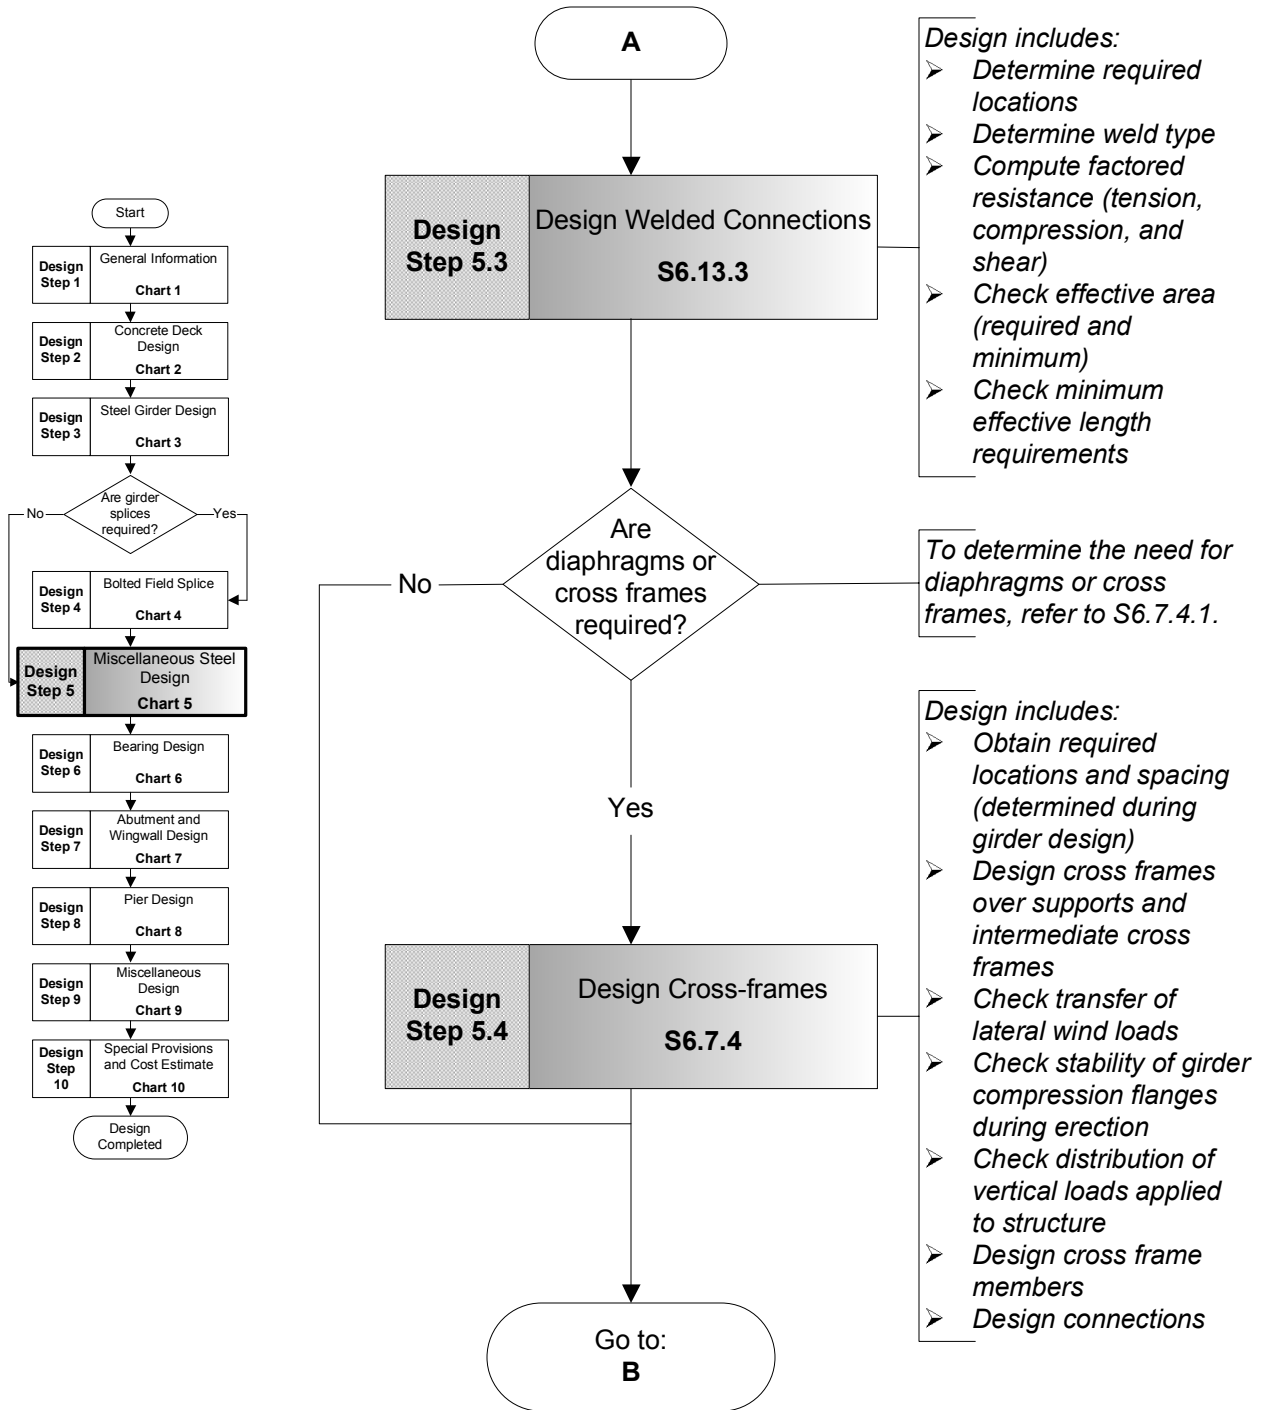 Start
Design
Step 1
General Information
Chart 1
Design
Step 2
Concrete Deck
Design
Chart 2
Design
Step 3
Steel Girder Design
Chart 3
Are girder
splices
required?
No
Yes
Design
Step 4
Bolted Field Splice
Chart 4
Design
Step 5
Miscellaneous Steel
Design
Chart 5
Design
Step 6
Bearing Design
Chart 6
Design
Step 7
Abutment and
Wingwall Design
Chart 7
Design
Step 8
Pier Design
Chart 8
Design
Step 9
Miscellaneous
Design
Chart 9
Design
Step
10
Special Provisions
and Cost Estimate
Chart 10
Design
Completed
A
Design
Step 5.3
Design Welded Connections
S6.13.3
Design includes:
➢ Determine required
locations
➢ Determine weld type
➢ Compute factored
resistance (tension,
compression, and
shear)
➢ Check effective area
(required and
minimum)
➢ Check minimum
effective length
requirements
Are
diaphragms or
cross frames
required?
No
Yes
To determine the need for
diaphragms or cross
frames, refer to S6.7.4.1.
Design
Step 5.4
Design Cross-frames
S6.7.4
Design includes:
➢ Obtain required
locations and spacing
(determined during
girder design)
➢ Design cross frames
over supports and
intermediate cross
frames
➢ Check transfer of
lateral wind loads
➢ Check stability of girder
compression flanges
during erection
➢ Check distribution of
vertical loads applied
to structure
➢ Design cross frame
members
➢ Design connections
Go to:
B